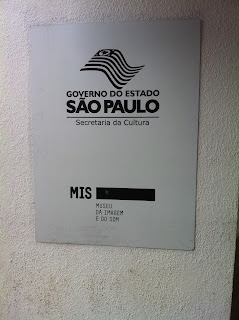 GOVERNO DO ESTADO
SÃO PAULO
Secretaria da Cultura
MIS
MUSEU
DA IMAGEM
E DO SOM